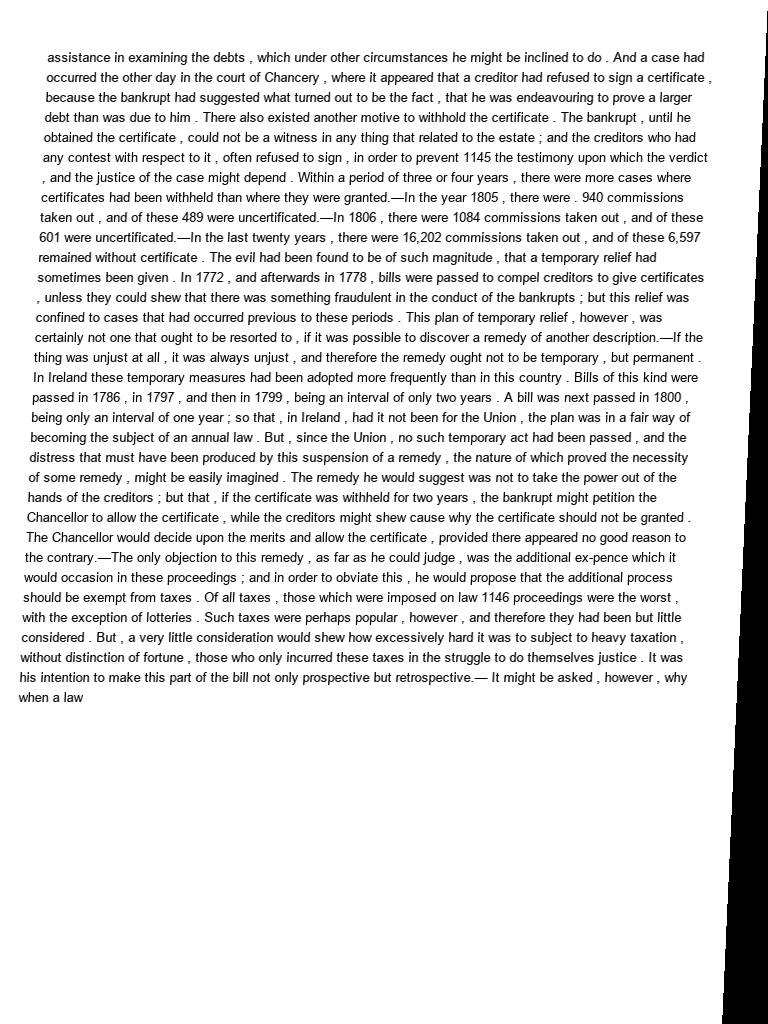 assistance in examining the debts , which under other circumstances he might be inclined to do . And a case had
occurred the other day in the court of Chancery , where it appeared that a creditor had refused to sign a certificate ,
because the bankrupt had suggested what turned out to be the fact , that he was endeavouring to prove a larger
debt than was due to him . There also existed another motive to withhold the certificate . The bankrupt , until he
obtained the certificate , could not be a witness in any thing that related to the estate ; and the creditors who had
any contest with respect to it , often refused to sign , in order to prevent 1145 the testimony upon which the verdict
, and the justice of the case might depend . Within a period of three or four years , there were more cases where
certificates had been withheld than where they were granted.—In the year 1805 , there were . 940 commissions
taken out , and of these 489 were uncertificated.—In 1806 , there were 1084 commissions taken out , and of these
601 were uncertificated.—In the last twenty years , there were 16,202 commissions taken out , and of these 6,597
remained without certificate . The evil had been found to be of such magnitude , that a temporary relief had
sometimes been given . In 1772 , and afterwards in 1778 , bills were passed to compel creditors to give certificates
, unless they could shew that there was something fraudulent in the conduct of the bankrupts ; but this relief was
confined to cases that had occurred previous to these periods . This plan of temporary relief , however , was
certainly not one that ought to be resorted to , if it was possible to discover a remedy of another description.—If the
thing was unjust at all , it was always unjust , and therefore the remedy ought not to be temporary , but permanent .
In Ireland these temporary measures had been adopted more frequently than in this country . Bills of this kind were
passed in 1786 , in 1797 , and then in 1799 , being an interval of only two years . A bill was next passed in 1800 ,
being only an interval of one year ; so that , in Ireland , had it not been for the Union , the plan was in a fair way of
becoming the subject of an annual law . But , since the Union , no such temporary act had been passed , and the
distress that must have been produced by this suspension of a remedy , the nature of which proved the necessity
of some remedy , might be easily imagined . The remedy he would suggest was not to take the power out of the
hands of the creditors ; but that , if the certificate was withheld for two years , the bankrupt might petition the
Chancellor to allow the certificate , while the creditors might shew cause why the certificate should not be granted .
The Chancellor would decide upon the merits and allow the certificate , provided there appeared no good reason to
the contrary.—The only objection to this remedy , as far as he could judge , was the additional ex-pence which it
would occasion in these proceedings ; and in order to obviate this , he would propose that the additional process
should be exempt from taxes . Of all taxes , those which were imposed on law 1146 proceedings were the worst ,
with the exception of lotteries . Such taxes were perhaps popular , however , and therefore they had been but little
considered . But , a very little consideration would shew how excessively hard it was to subject to heavy taxation ,
without distinction of fortune , those who only incurred these taxes in the struggle to do themselves justice . It was
his intention to make this part of the bill not only prospective but retrospective.— It might be asked , however , why
when a law